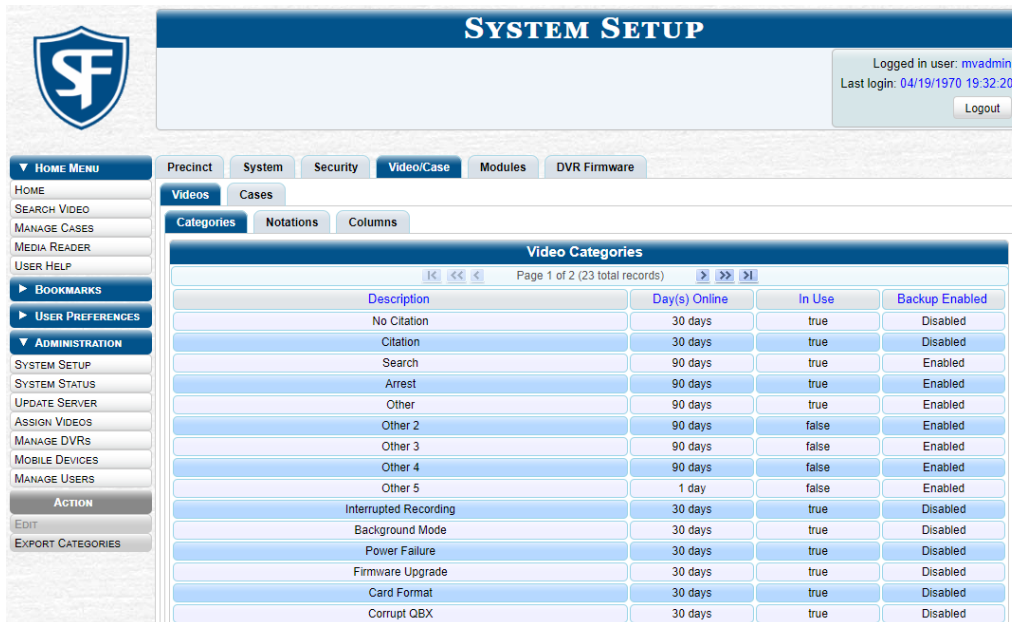 SYSTEM SETUP
SF
Logged in user: mvadmin
Last login: 04/19/1970 19:32:20
Logout
▼ HOME MENU
HOME
SEARCH VIDEO
MANAGE CASES
MEDIA READER
USER HELP
► BOOKMARKS
► USER PREFERENCES
▼ ADMINISTRATION
SYSTEM SETUP
SYSTEM STATUS
UPDATE SERVER
ASSIGN VIDEOS
MANAGE DVRS
MOBILE DEVICES
MANAGE USERS
ACTION
EDIT
EXPORT CATEGORIES
Precinct System Security Video/Case Modules DVR Firmware
Videos Cases
Categories Notations Columns
Video Categories
|< << < Page 1 of 2 (23 total records) > >> >|
Description Day(s) Online In Use Backup Enabled
No Citation 30 days true Disabled
Citation 30 days true Disabled
Search 90 days true Enabled
Arrest 90 days true Enabled
Other 90 days true Enabled
Other 2 90 days false Enabled
Other 3 90 days false Enabled
Other 4 90 days false Enabled
Other 5 1 day false Enabled
Interrupted Recording 30 days true Disabled
Background Mode 30 days true Disabled
Power Failure 30 days true Disabled
Firmware Upgrade 30 days true Disabled
Card Format 30 days true Disabled
Corrupt QBX 30 days true Disabled